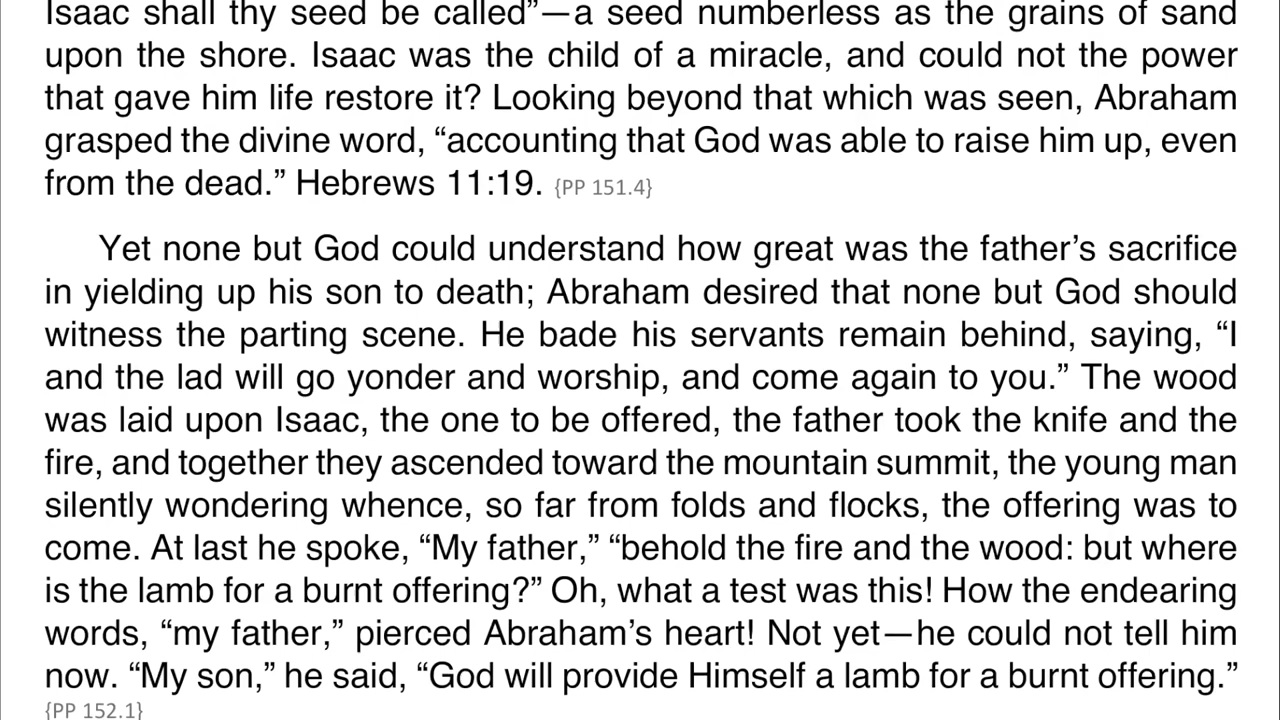 Isaac shall thy seed be called”—a seed numberless as the grains of sand
upon the shore. Isaac was the child of a miracle, and could not the power
that gave him life restore it? Looking beyond that which was seen, Abraham
grasped the divine word, “accounting that God was able to raise him up, even
from the dead.” Hebrews 11:19. {PP 151.4}
Yet none but God could understand how great was the father’s sacrifice
in yielding up his son to death; Abraham desired that none but God should
witness the parting scene. He bade his servants remain behind, saying, “I
and the lad will go yonder and worship, and come again to you.” The wood
was laid upon Isaac, the one to be offered, the father took the knife and the
fire, and together they ascended toward the mountain summit, the young man
silently wondering whence, so far from folds and flocks, the offering was to
come. At last he spoke, “My father,” “behold the fire and the wood: but where
is the lamb for a burnt offering?” Oh, what a test was this! How the endearing
words, “my father,” pierced Abraham’s heart! Not yet—he could not tell him
now. “My son,” he said, “God will provide Himself a lamb for a burnt offering.”
{PP 152.1}